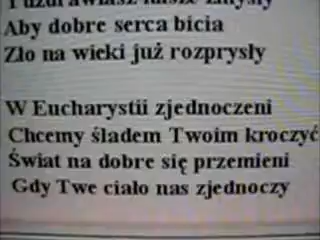 Aby dobre serca bicia
Zło na wieki już rozprysły
W Eucharystii zjednoczeni
Chcemy śladem Twoim kroczyć
Świat na dobre się przemieni
Gdy Twe ciało nas zjednoczy